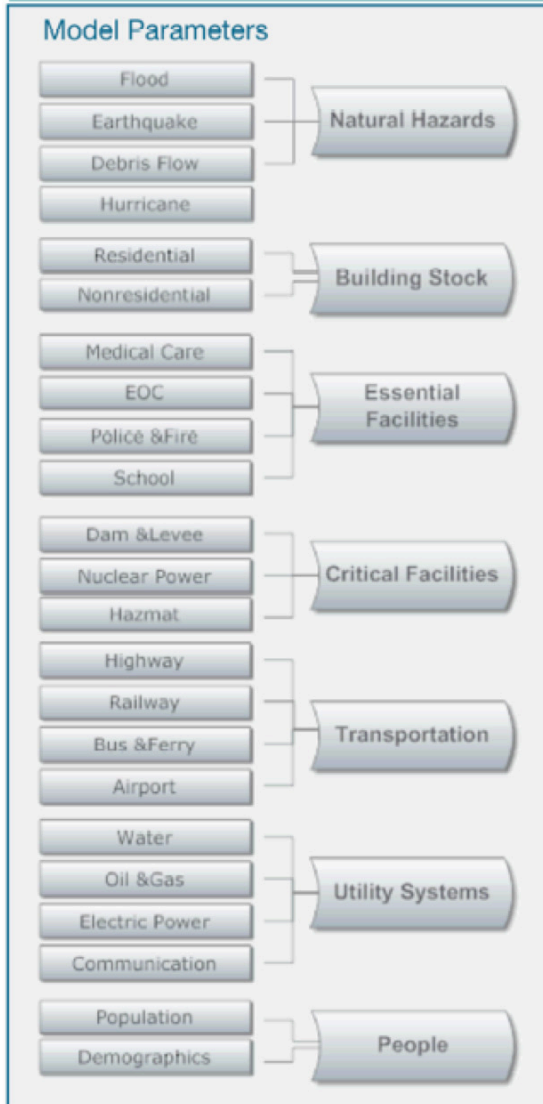 Model Parameters
Flood
Earthquake
Debris Flow
Hurricane
Natural Hazards
Residential
Nonresidential
Building Stock
Medical Care
EOC
Police &Fire
School
Essential
Facilities
Dam &Levee
Nuclear Power
Hazmat
Critical Facilities
Highway
Railway
Bus &Ferry
Airport
Transportation
Water
Oil &Gas
Electric Power
Communication
Utility Systems
Population
Demographics
People